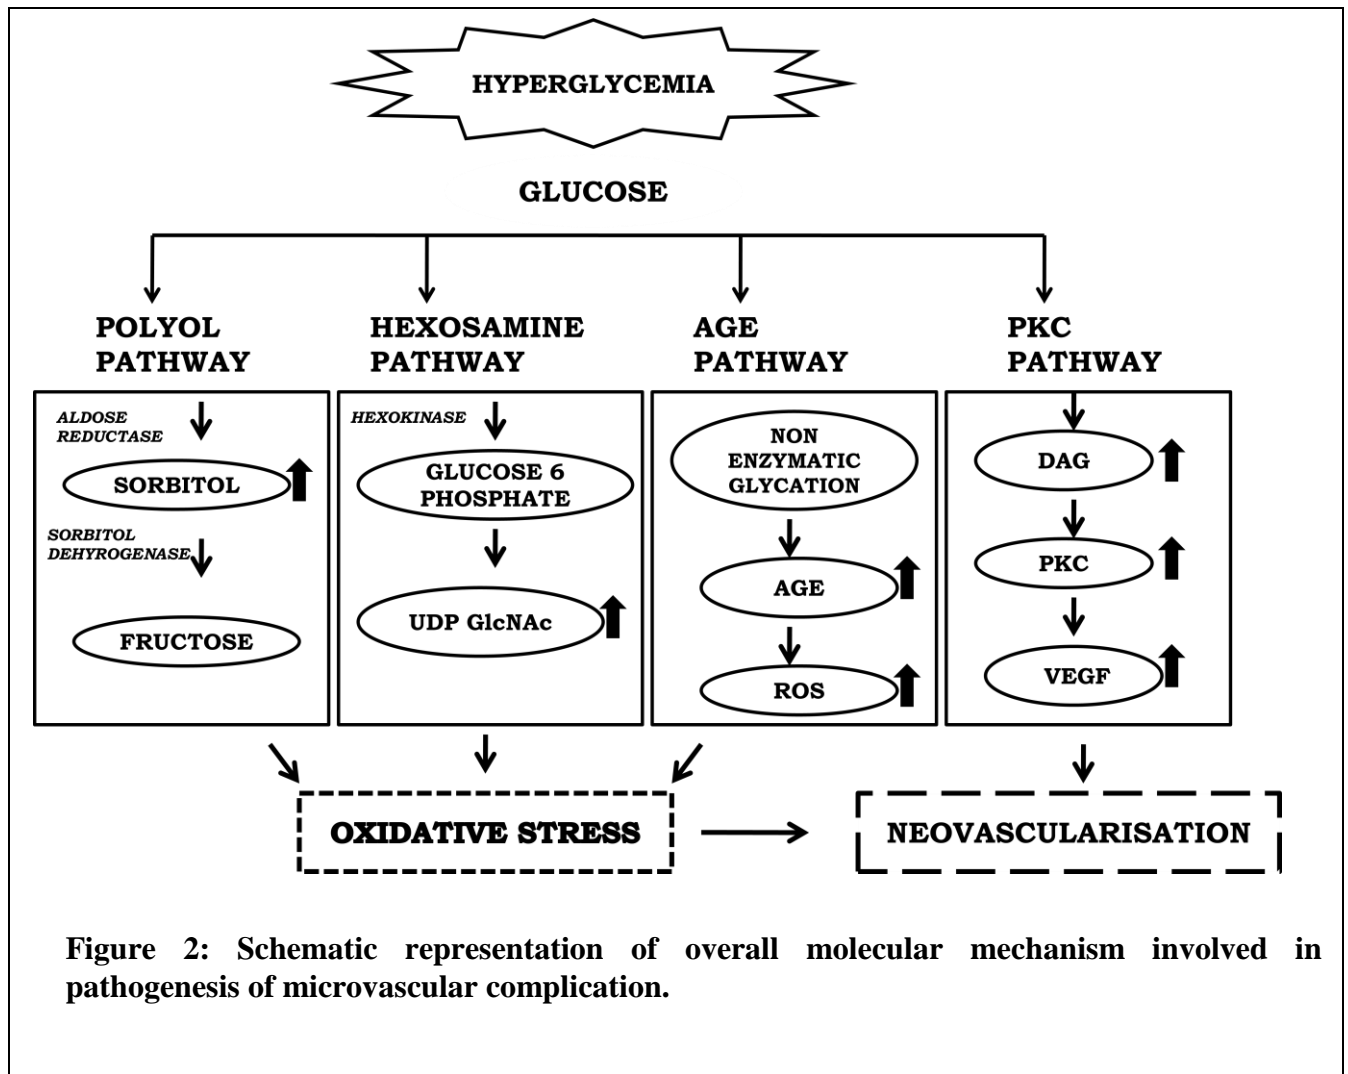 HYPERGLYCEMIA
GLUCOSE
POLYOL
PATHWAY
HEXOSAMINE
PATHWAY
AGE
PATHWAY
PKC
PATHWAY
ALDOSE
REDUCTASE
SORBITOL
SORBITOL
DEHYROGENASE
FRUCTOSE
HEXOKINASE
GLUCOSE 6
PHOSPHATE
UDP GlcNAc
NON
ENZYMATIC
GLYCATION
AGE
ROS
DAG
PKC
VEGF
OXIDATIVE STRESS
NEOVASCULARISATION
Figure 2: Schematic representation of overall molecular mechanism involved in
pathogenesis of microvascular complication.